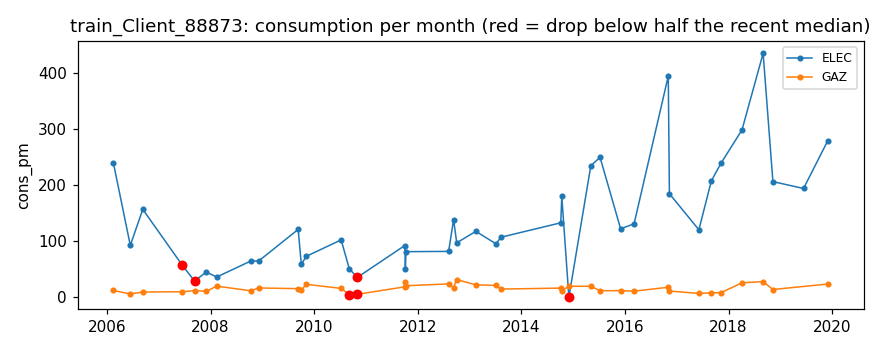 train_Client_88873: consumption per month (red = drop below half the recent median)
ELEC
GAZ
cons_pm
400
300
200
100
0
2006 2008 2010 2012 2014 2016 2018 2020